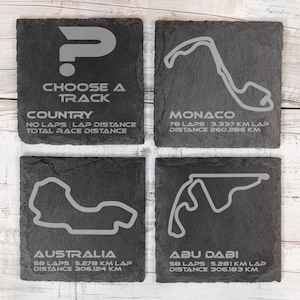 ?
CHOOSE A
TRACK
COUNTRY
NO LAPS | LAP DISTANCE
TOTAL RACE DISTANCE
MONACO
78 LAPS | 3.337 KM LAP
DISTANCE 260.286 KM
AUSTRALIA
58 LAPS | 5.278 KM LAP
DISTANCE 306.124 KM
ABU DABI
58 LAPS | 5.281 KM LAP
DISTANCE 306.183 KM